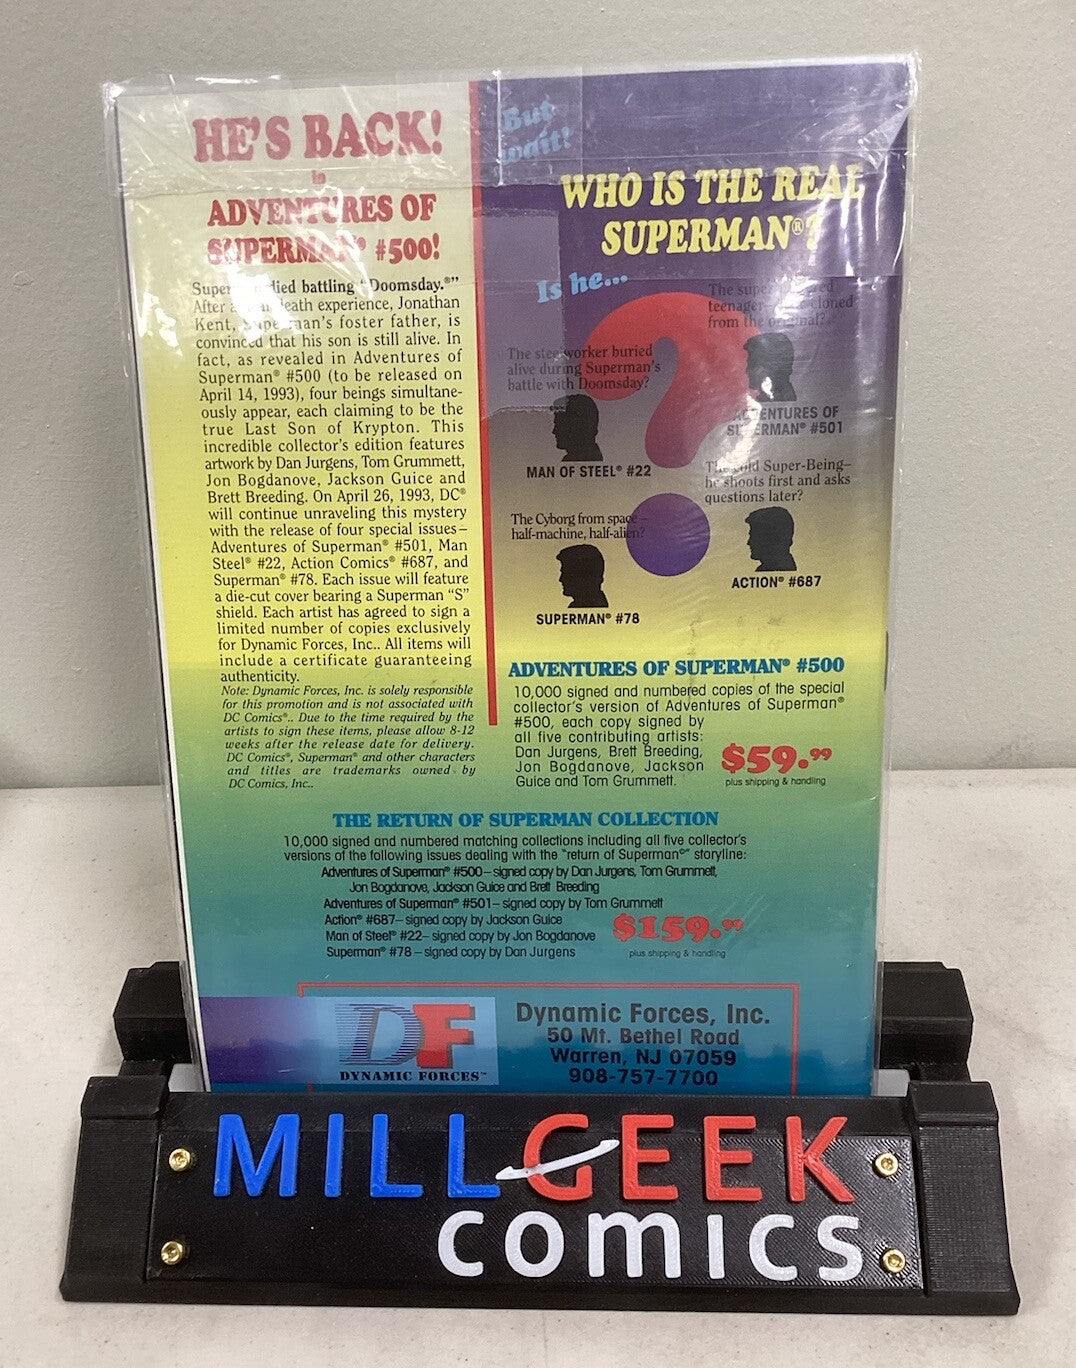 HE'S BACK!
in
ADVENTURES OF
SUPERMAN® #500!
died battling "Doomsday.®"
After a death experience, Jonathan
Kent, Superman's foster father, is
convinced that his son is still alive. In
fact, as revealed in Adventures of
Superman® #500 (to be released on
April 14, 1993), four beings simultane-
ously appear, each claiming to be the
true Last Son of Krypton. This
incredible collector's edition features
artwork by Dan Jurgens, Tom Grummett,
Jon Bogdanove, Jackson Guice and
Brett Breeding. On April 26, 1993, DC®
will continue unraveling this mystery
with the release of four special issues–
Adventures of Superman® #501, Man
Steel® #22, Action Comics® #687, and
Superman® #78. Each issue will feature
a die-cut cover bearing a Superman "S"
shield. Each artist has agreed to sign a
limited number of copies exclusively
for Dynamic Forces, Inc.. All items will
include a certificate guaranteeing
authenticity.
Note: Dynamic Forces, Inc. is solely responsible
for this promotion and is not associated with
DC Comics®.. Due to the time required by the
artists to sign these items, please allow 8-12
weeks after the release date for delivery.
DC Comics®, Superman® and other characters
and titles are trademarks owned by
DC Comics, Inc..
But
wait!
WHO IS THE REAL
SUPERMAN®?
Is he...
The steelworker buried
alive during Superman's
battle with Doomsday?
MAN OF STEEL® #22
The
teenager cloned
from the original?
ADVENTURES OF
SUPERMAN® #501
The Cyborg from space –
half-machine, half-alien?
SUPERMAN® #78
The cold Super-Being–
he shoots first and asks
questions later?
ACTION® #687
ADVENTURES OF SUPERMAN® #500
10,000 signed and numbered copies of the special
collector's version of Adventures of Superman®
#500, each copy signed by
all five contributing artists:
Dan Jurgens, Brett Breeding,
Jon Bogdanove, Jackson
Guice and Tom Grummett.
$59.99
plus shipping & handling
THE RETURN OF SUPERMAN COLLECTION
10,000 signed and numbered matching collections including all five collector's
versions of the following issues dealing with the "return of Superman®" storyline:
Adventures of Superman® #500– signed copy by Dan Jurgens, Tom Grummett,
Jon Bogdanove, Jackson Guice and Brett Breeding
Adventures of Superman® #501– signed copy by Tom Grummett
Action® #687– signed copy by Jackson Guice
Man of Steel® #22– signed copy by Jon Bogdanove
Superman® #78 – signed copy by Dan Jurgens
$159.99
plus shipping & handling
DF
DYNAMIC FORCES™
Dynamic Forces, Inc.
50 Mt. Bethel Road
Warren, NJ 07059
908-757-7700
MILLGEEK
comics